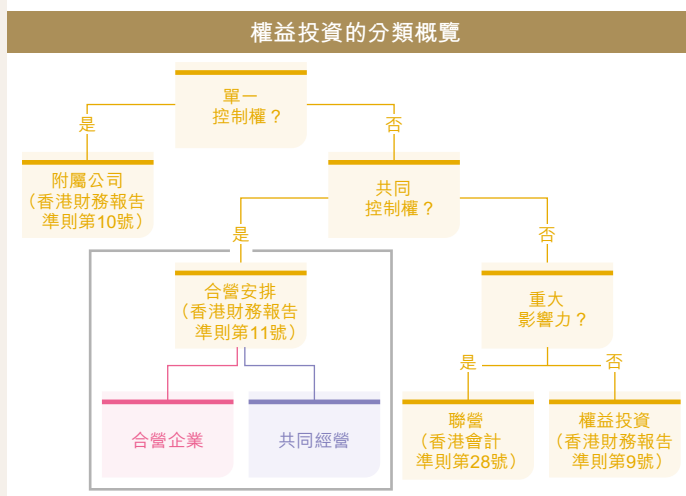 權益投資的分類概覽
單一
控制權？
是
否
附屬公司
（香港財務報告
準則第10號）
共同
控制權？
是
否
合營安排
（香港財務報告
準則第11號）
重大
影響力？
是
否
合營企業
共同經營
聯營
（香港會計
準則第28號）
權益投資
（香港財務報告
準則第9號）